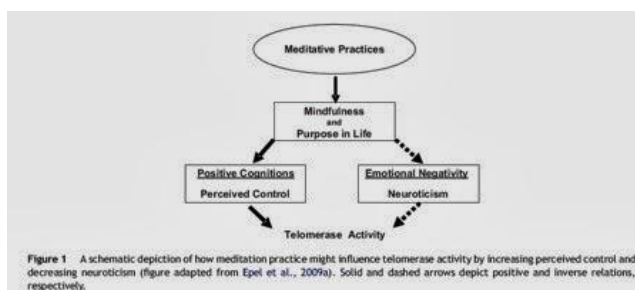 Meditative Practices
Mindfulness
and
Purpose in Life
Positive Cognitions
Perceived Control
Emotional Negativity
Neuroticism
Telomerase Activity
Figure 1 A schematic depiction of how meditation practice might influence telomerase activity by increasing perceived control and
decreasing neuroticism (figure adapted from Epel et al., 2009a). Solid and dashed arrows depict positive and inverse relations,
respectively.